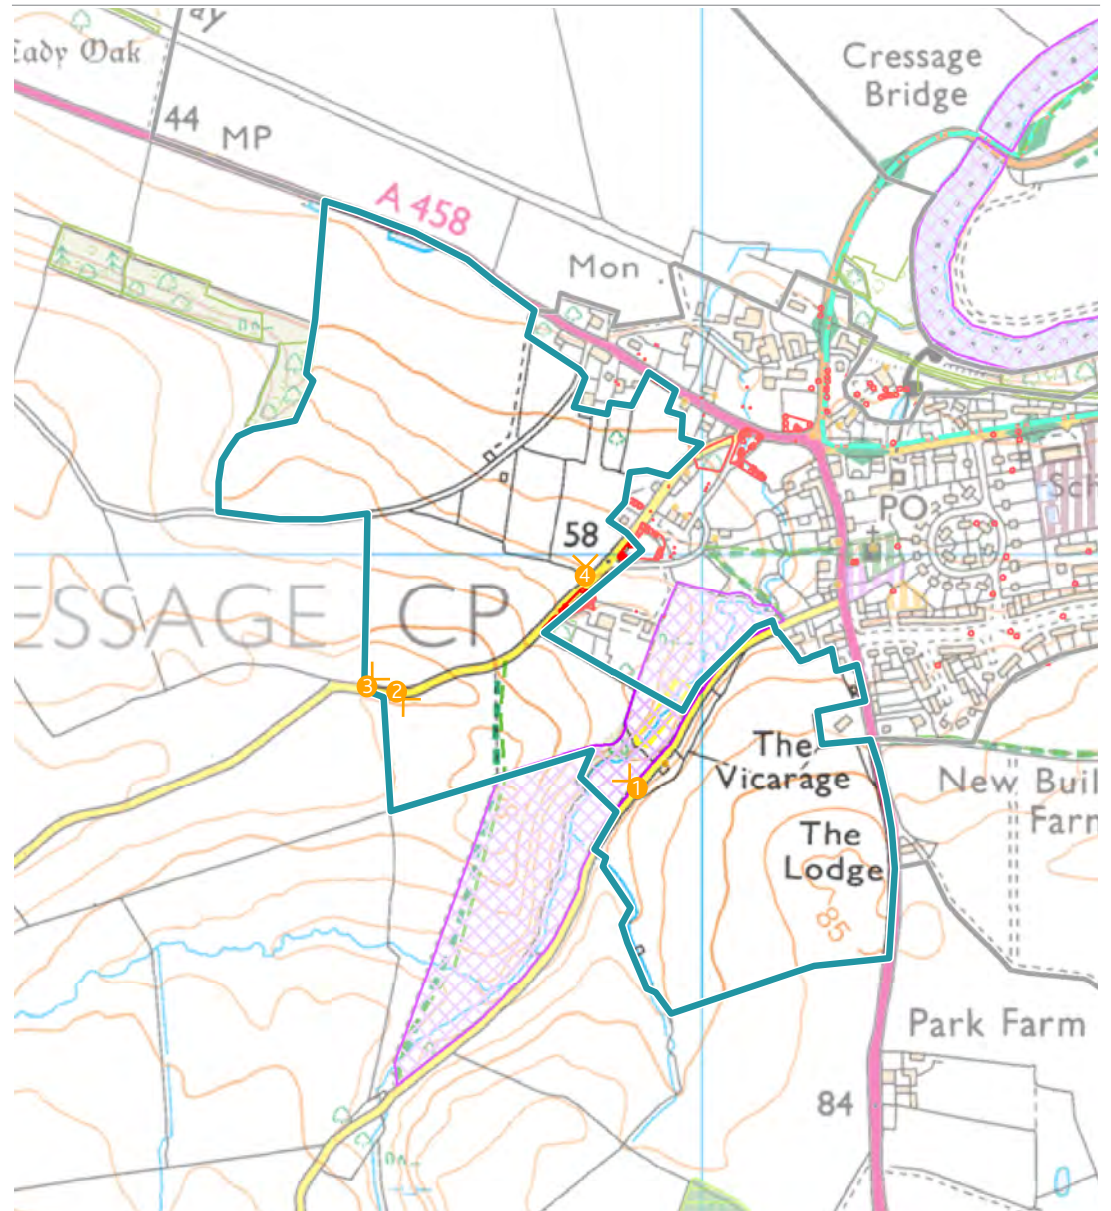 ay
Lady Oak
44
MP
Cressage
Bridge
A 458
Mon
58
PO
Sch
ESSAGE CP
4
3
2
1
The
Vicarage
New Buil
Farm
The
Lodge
85
Park Farm
84